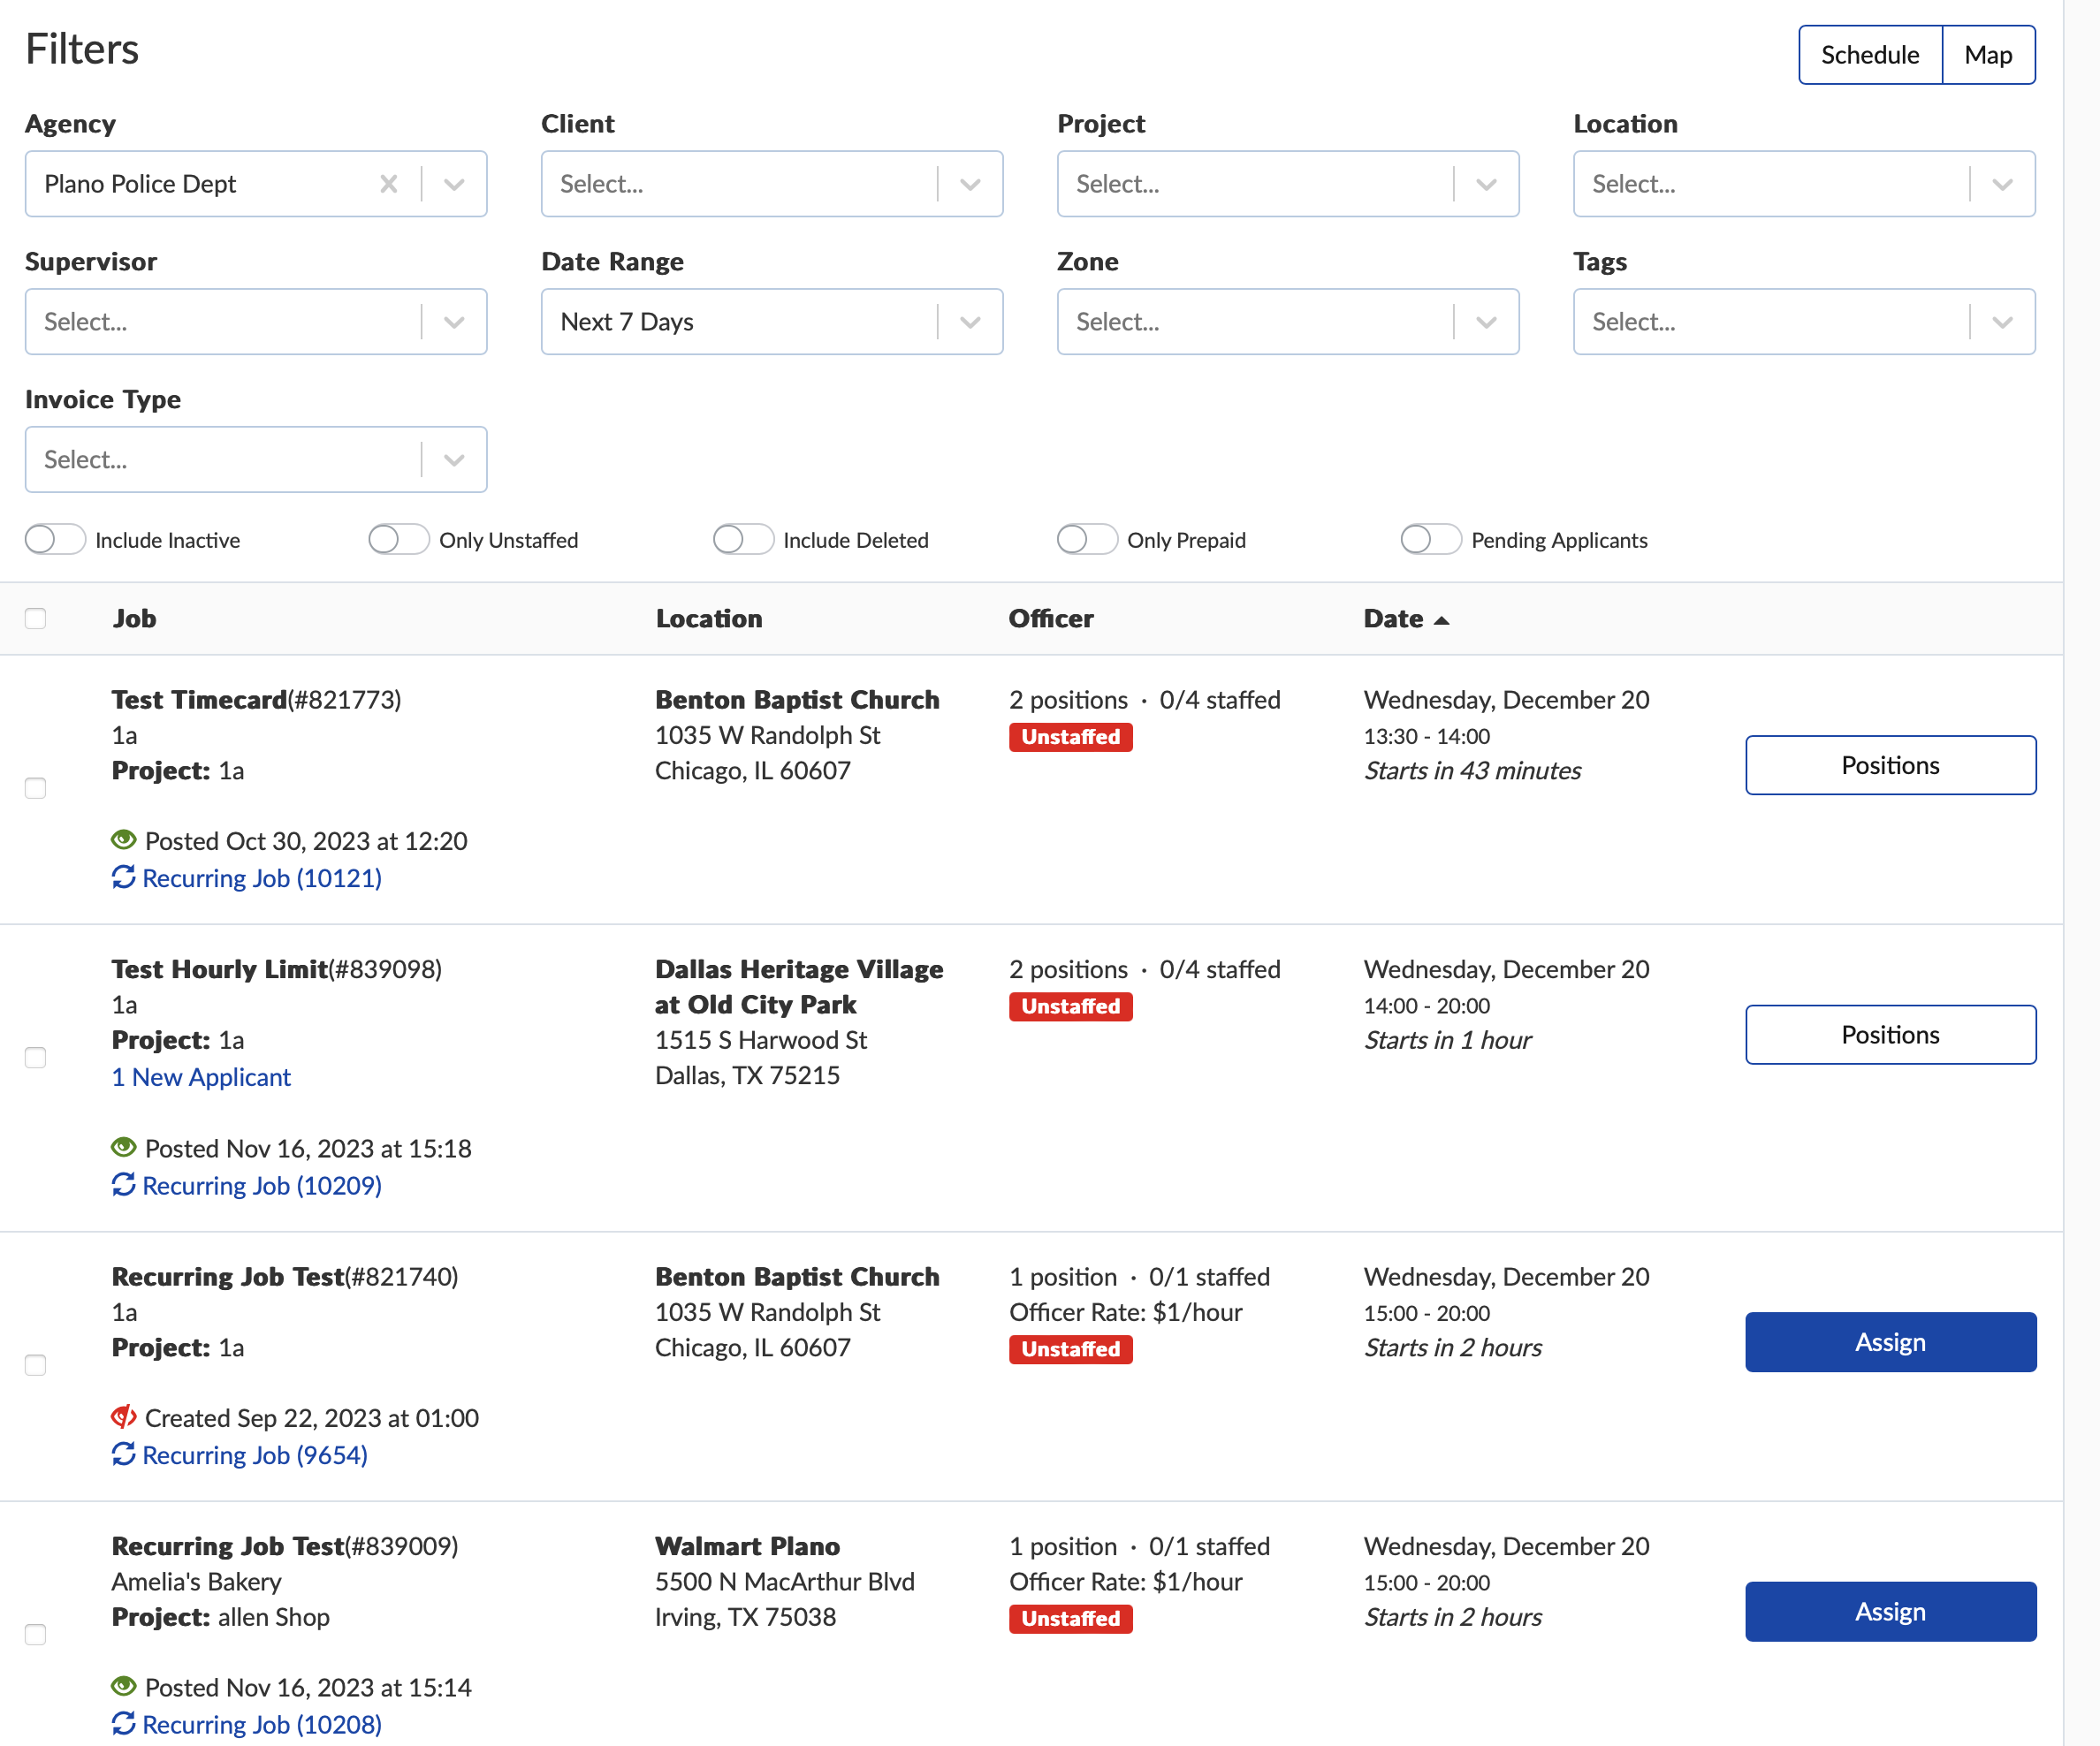 Filters
Schedule Map
Agency Client Project Location
Plano Police Dept Select... Select... Select...
Supervisor Date Range Zone Tags
Select... Next 7 Days Select... Select...
Invoice Type
Select...
Include Inactive Only Unstaffed Include Deleted Only Prepaid Pending Applicants
Job Location Officer Date
Test Timecard(#821773)
1a
Project: 1a
Posted Oct 30, 2023 at 12:20
Recurring Job (10121)
Benton Baptist Church
1035 W Randolph St
Chicago, IL 60607
2 positions · 0/4 staffed
Unstaffed
Wednesday, December 20
13:30 - 14:00
Starts in 43 minutes
Positions
Test Hourly Limit(#839098)
1a
Project: 1a
1 New Applicant
Posted Nov 16, 2023 at 15:18
Recurring Job (10209)
Dallas Heritage Village
at Old City Park
1515 S Harwood St
Dallas, TX 75215
2 positions · 0/4 staffed
Unstaffed
Wednesday, December 20
14:00 - 20:00
Starts in 1 hour
Positions
Recurring Job Test(#821740)
1a
Project: 1a
Created Sep 22, 2023 at 01:00
Recurring Job (9654)
Benton Baptist Church
1035 W Randolph St
Chicago, IL 60607
1 position · 0/1 staffed
Officer Rate: $1/hour
Unstaffed
Wednesday, December 20
15:00 - 20:00
Starts in 2 hours
Assign
Recurring Job Test(#839009)
Amelia's Bakery
Project: allen Shop
Posted Nov 16, 2023 at 15:14
Recurring Job (10208)
Walmart Plano
5500 N MacArthur Blvd
Irving, TX 75038
1 position · 0/1 staffed
Officer Rate: $1/hour
Unstaffed
Wednesday, December 20
15:00 - 20:00
Starts in 2 hours
Assign